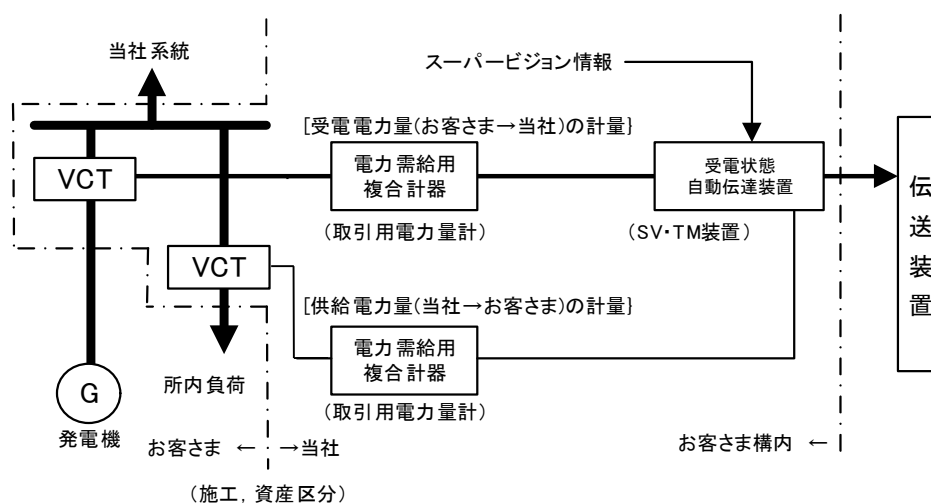 当社系統
スーパービジョン情報
[受電電力量(お客さま→当社)の計量}
VCT
電力需給用
複合計器
受電状態
自動伝達装置
伝
送
装
置
(取引用電力量計)
(SV・TM装置)
VCT
[供給電力量(当社→お客さま)の計量}
電力需給用
複合計器
G
所内負荷
(取引用電力量計)
発電機
お客さま ← →当社
お客さま構内 ←
(施工, 資産区分)